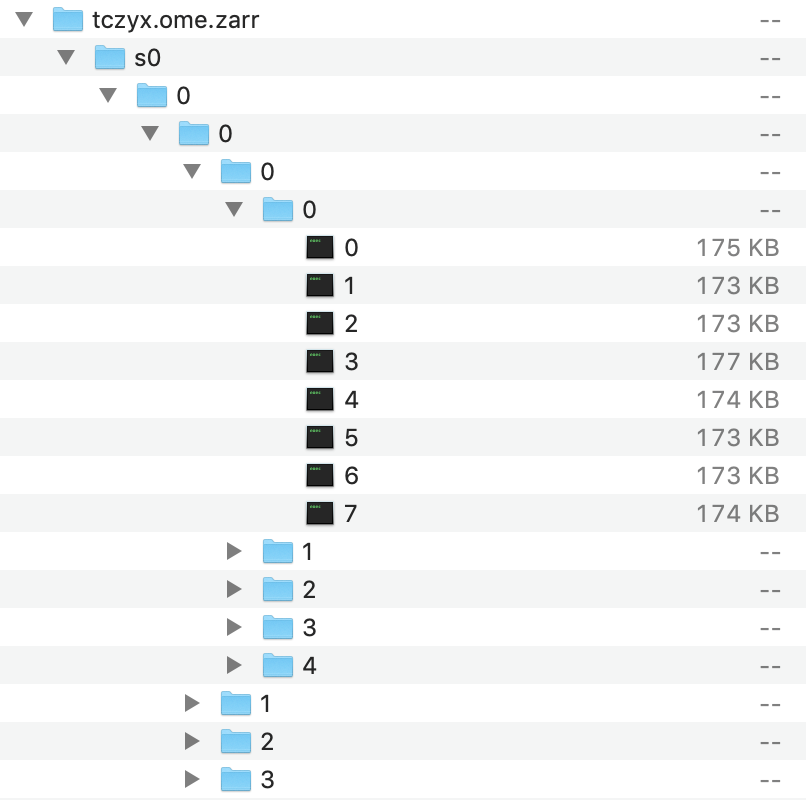 tczyx.ome.zarr --
s0 --
0 --
0 --
0 --
0 --
0 175 KB
1 173 KB
2 173 KB
3 177 KB
4 174 KB
5 173 KB
6 173 KB
7 174 KB
1 --
2 --
3 --
4 --
1 --
2 --
3 --